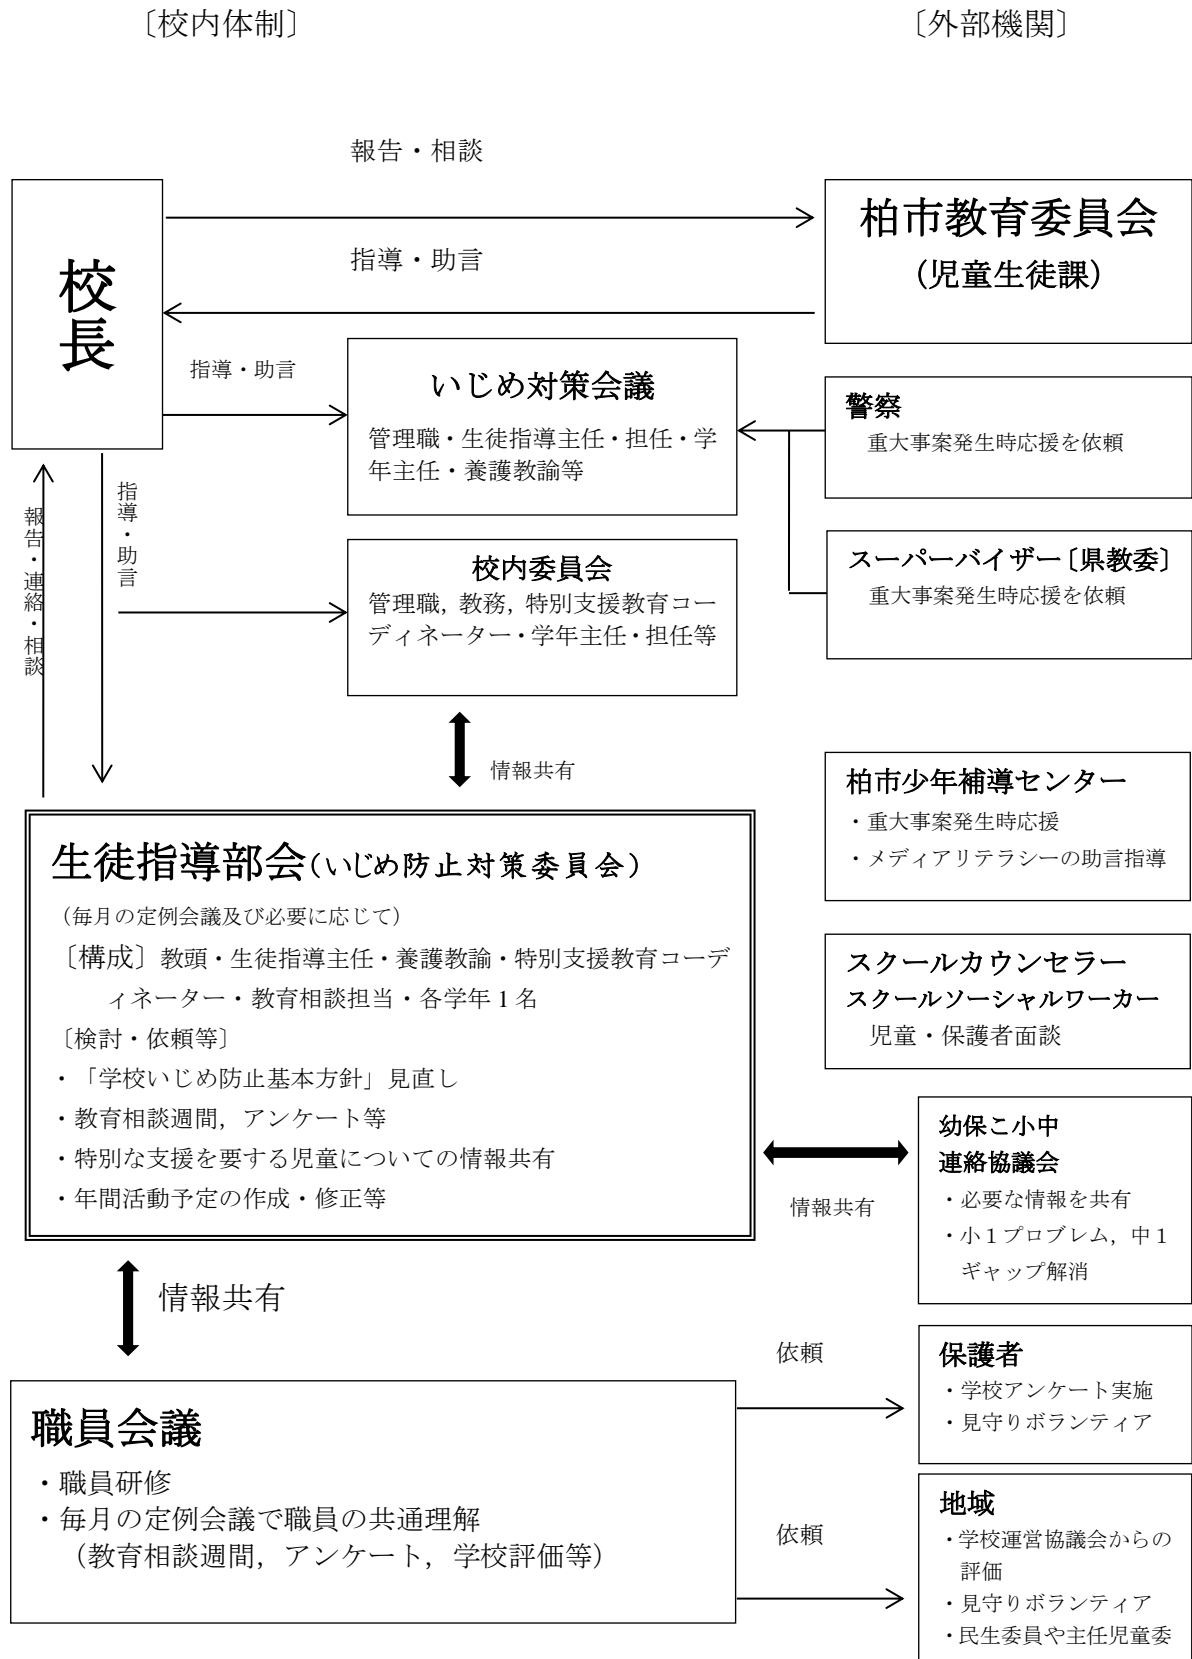 〔校内体制〕
〔外部機関〕
報告・相談
校長
柏市教育委員会
（児童生徒課）
指導・助言
指導・助言
いじめ対策会議
管理職・生徒指導主任・担任・学
年主任・養護教諭等
警察
重大事案発生時応援を依頼
報告・連絡・相談
指導・助言
校内委員会
管理職，教務，特別支援教育コー
ディネーター・学年主任・担任等
スーパーバイザー〔県教委〕
重大事案発生時応援を依頼
情報共有
柏市少年補導センター
・重大事案発生時応援
・メディアリテラシーの助言指導
生徒指導部会（いじめ防止対策委員会）
（毎月の定例会議及び必要に応じて）
〔構成〕教頭・生徒指導主任・養護教諭・特別支援教育コーデ
ィネーター・教育相談担当・各学年１名
〔検討・依頼等〕
・「学校いじめ防止基本方針」見直し
・教育相談週間，アンケート等
・特別な支援を要する児童についての情報共有
・年間活動予定の作成・修正等
スクールカウンセラー
スクールソーシャルワーカー
児童・保護者面談
情報共有
幼保こ小中
連絡協議会
・必要な情報を共有
・小１プロブレム，中１
ギャップ解消
情報共有
職員会議
・職員研修
・毎月の定例会議で職員の共通理解
（教育相談週間，アンケート，学校評価等）
依頼
保護者
・学校アンケート実施
・見守りボランティア
依頼
地域
・学校運営協議会からの
評価
・見守りボランティア
・民生委員や主任児童委